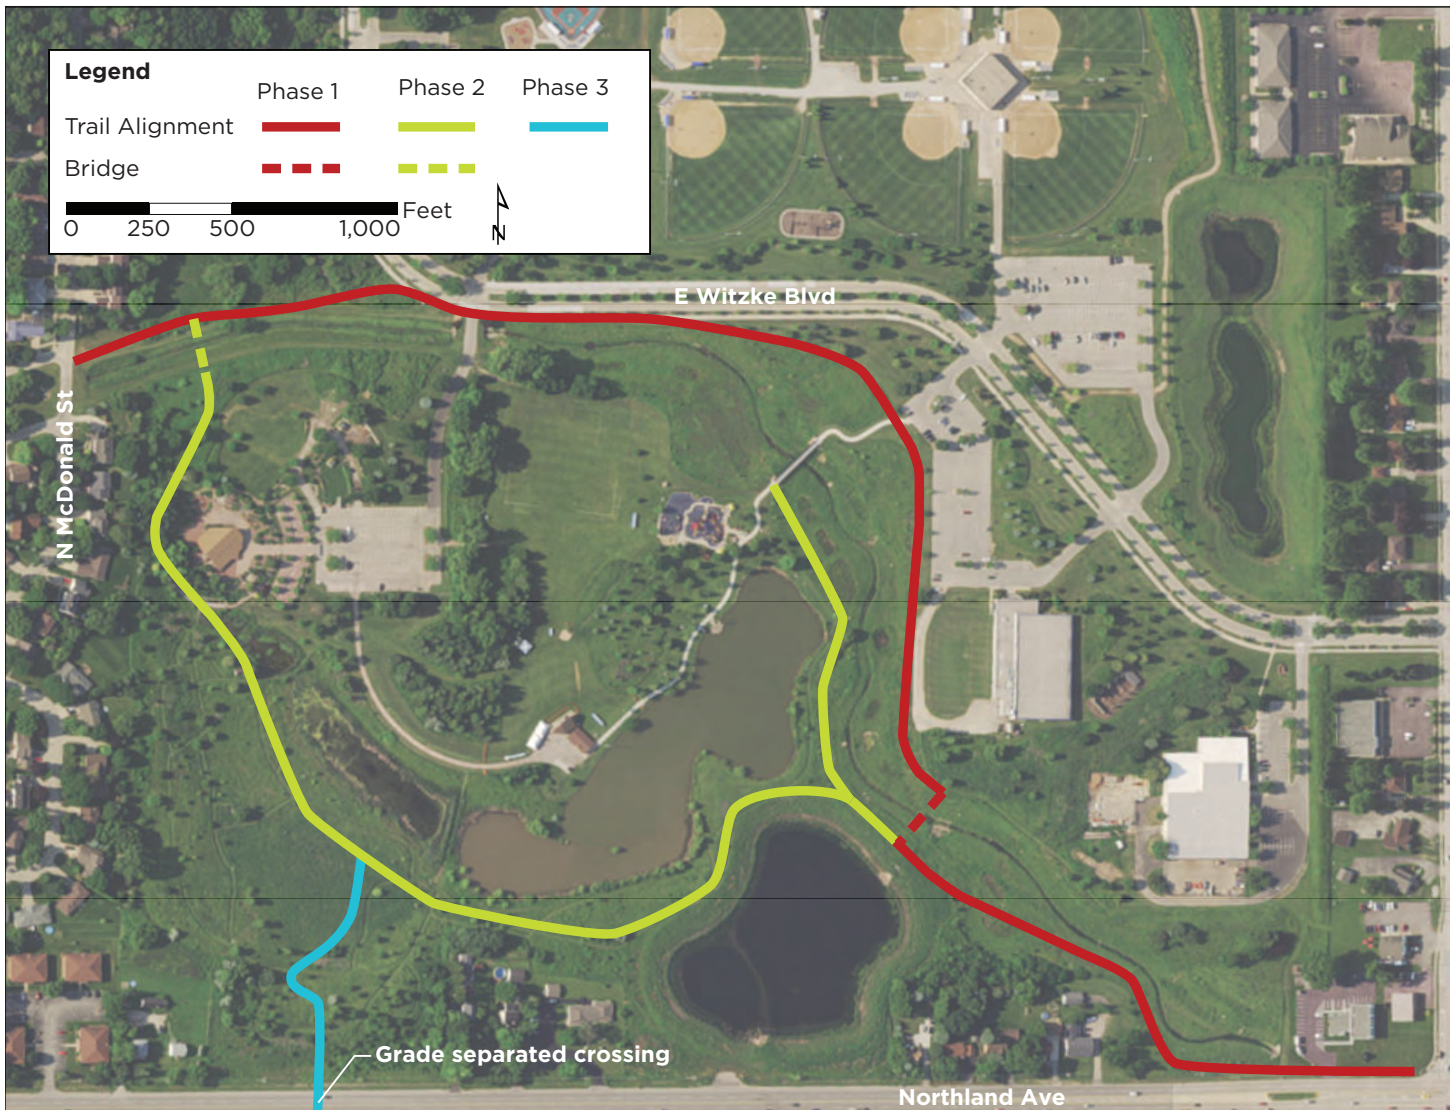 Legend
Phase 1 Phase 2 Phase 3
Trail Alignment
Bridge
Feet
N
0 250 500 1,000
E Witzke Blvd
N McDonald St
Grade separated crossing
Northland Ave